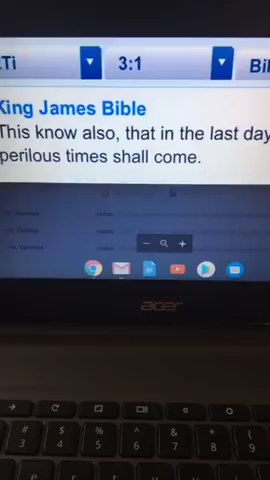 Ti 3:1 Bi
King James Bible
This know also, that in the last day
perilous times shall come.
acer
# $ % ^ & * (
3 4 5 6 7 8 9